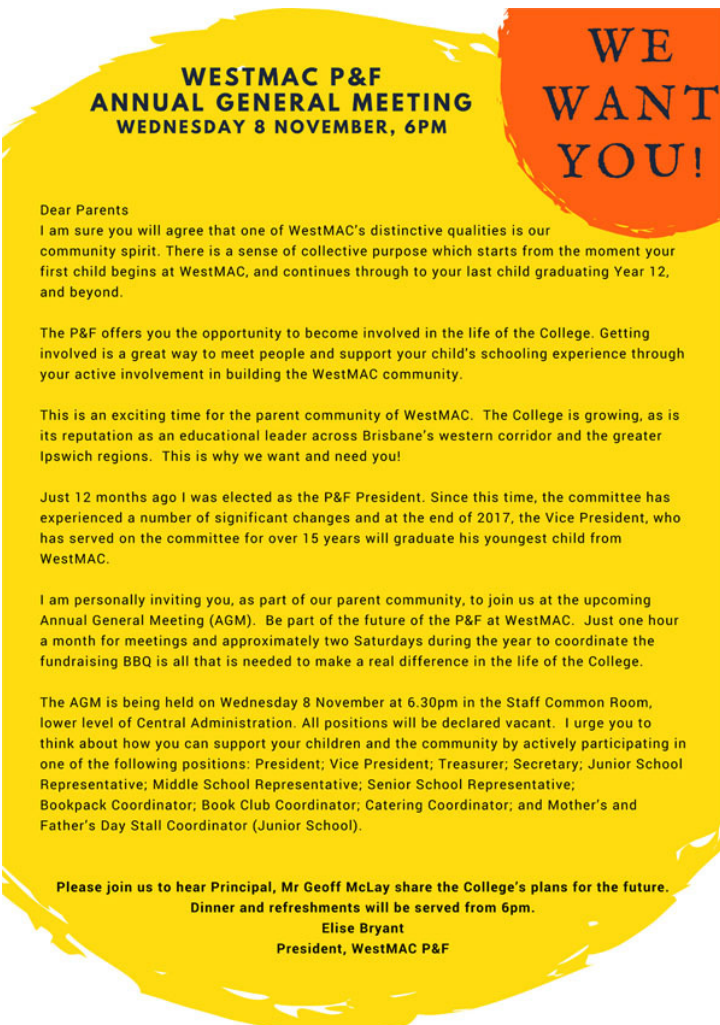 WESTMAC P&F
ANNUAL GENERAL MEETING
WEDNESDAY 8 NOVEMBER, 6PM
WE
WANT
YOU!
Dear Parents
I am sure you will agree that one of WestMAC's distinctive qualities is our
community spirit. There is a sense of collective purpose which starts from the moment your
first child begins at WestMAC, and continues through to your last child graduating Year 12,
and beyond.
The P&F offers you the opportunity to become involved in the life of the College. Getting
involved is a great way to meet people and support your child's schooling experience through
your active involvement in building the WestMAC community.
This is an exciting time for the parent community of WestMAC. The College is growing, as is
its reputation as an educational leader across Brisbane's western corridor and the greater
Ipswich regions. This is why we want and need you!
Just 12 months ago I was elected as the P&F President. Since this time, the committee has
experienced a number of significant changes and at the end of 2017, the Vice President, who
has served on the committee for over 15 years will graduate his youngest child from
WestMAC.
I am personally inviting you, as part of our parent community, to join us at the upcoming
Annual General Meeting (AGM). Be part of the future of the P&F at WestMAC. Just one hour
a month for meetings and approximately two Saturdays during the year to coordinate the
fundraising BBQ is all that is needed to make a real difference in the life of the College.
The AGM is being held on Wednesday 8 November at 6.30pm in the Staff Common Room,
lower level of Central Administration. All positions will be declared vacant. I urge you to
think about how you can support your children and the community by actively participating in
one of the following positions: President; Vice President; Treasurer; Secretary; Junior School
Representative; Middle School Representative; Senior School Representative;
Bookpack Coordinator; Book Club Coordinator; Catering Coordinator; and Mother's and
Father's Day Stall Coordinator (Junior School).
Please join us to hear Principal, Mr Geoff McLay share the College's plans for the future.
Dinner and refreshments will be served from 6pm.
Elise Bryant
President, WestMAC P&F